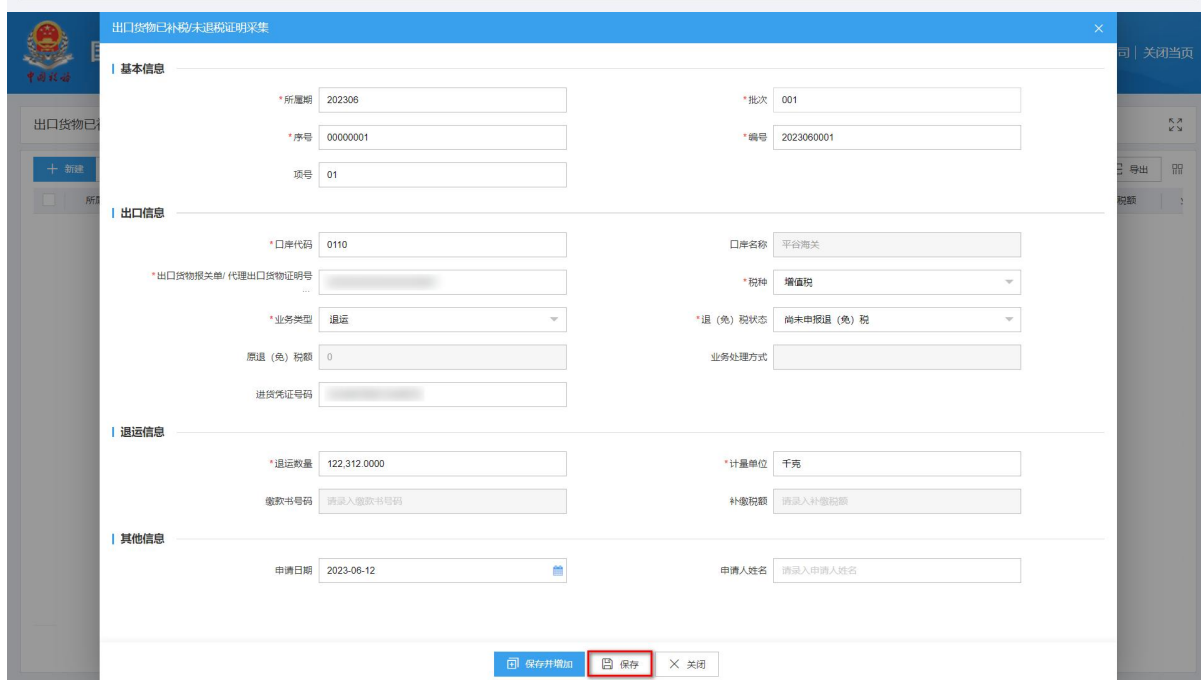 出口货物已补税/未退税证明采集
中国税务
司 | 关闭当页
基本信息
*所属期 202306 *批次 001
出口货物已
*序号 00000001 *编号 2023060001
新建 项号 01 导出
所属
税额
出口信息
*口岸代码 0110 口岸名称 平谷海关
*出口货物报关单/代理出口货物证明号
...
*税种 增值税
*业务类型 退运 *退（免）税状态 尚未申报退（免）税
原退（免）税额 0 业务处理方式
进货凭证号码
退运信息
*退运数量 122,312.0000 *计量单位 千克
缴款书号码 请录入缴款书号码 补缴税额 请录入补缴税额
其他信息
申请日期 2023-06-12 申请人姓名 请录入申请人姓名
保存并增加 保存 关闭